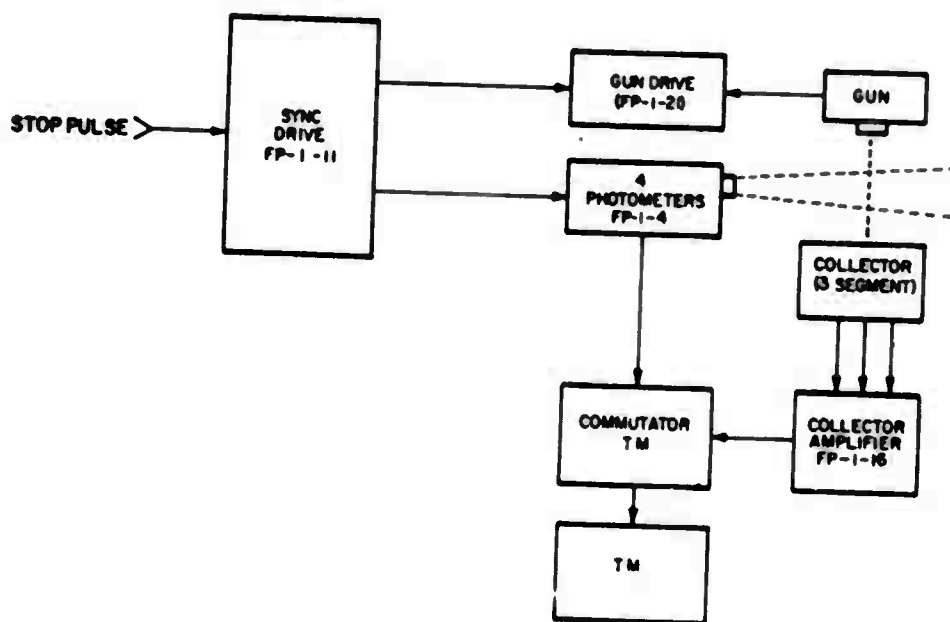 STOP PULSE
SYNC
DRIVE
FP-1-11
GUN DRIVE
(FP-1-21)
GUN
4
PHOTOMETERS
FP-1-4
COLLECTOR
(3 SEGMENT)
COMMUTATOR
TM
COLLECTOR
AMPLIFIER
FP-1-16
TM